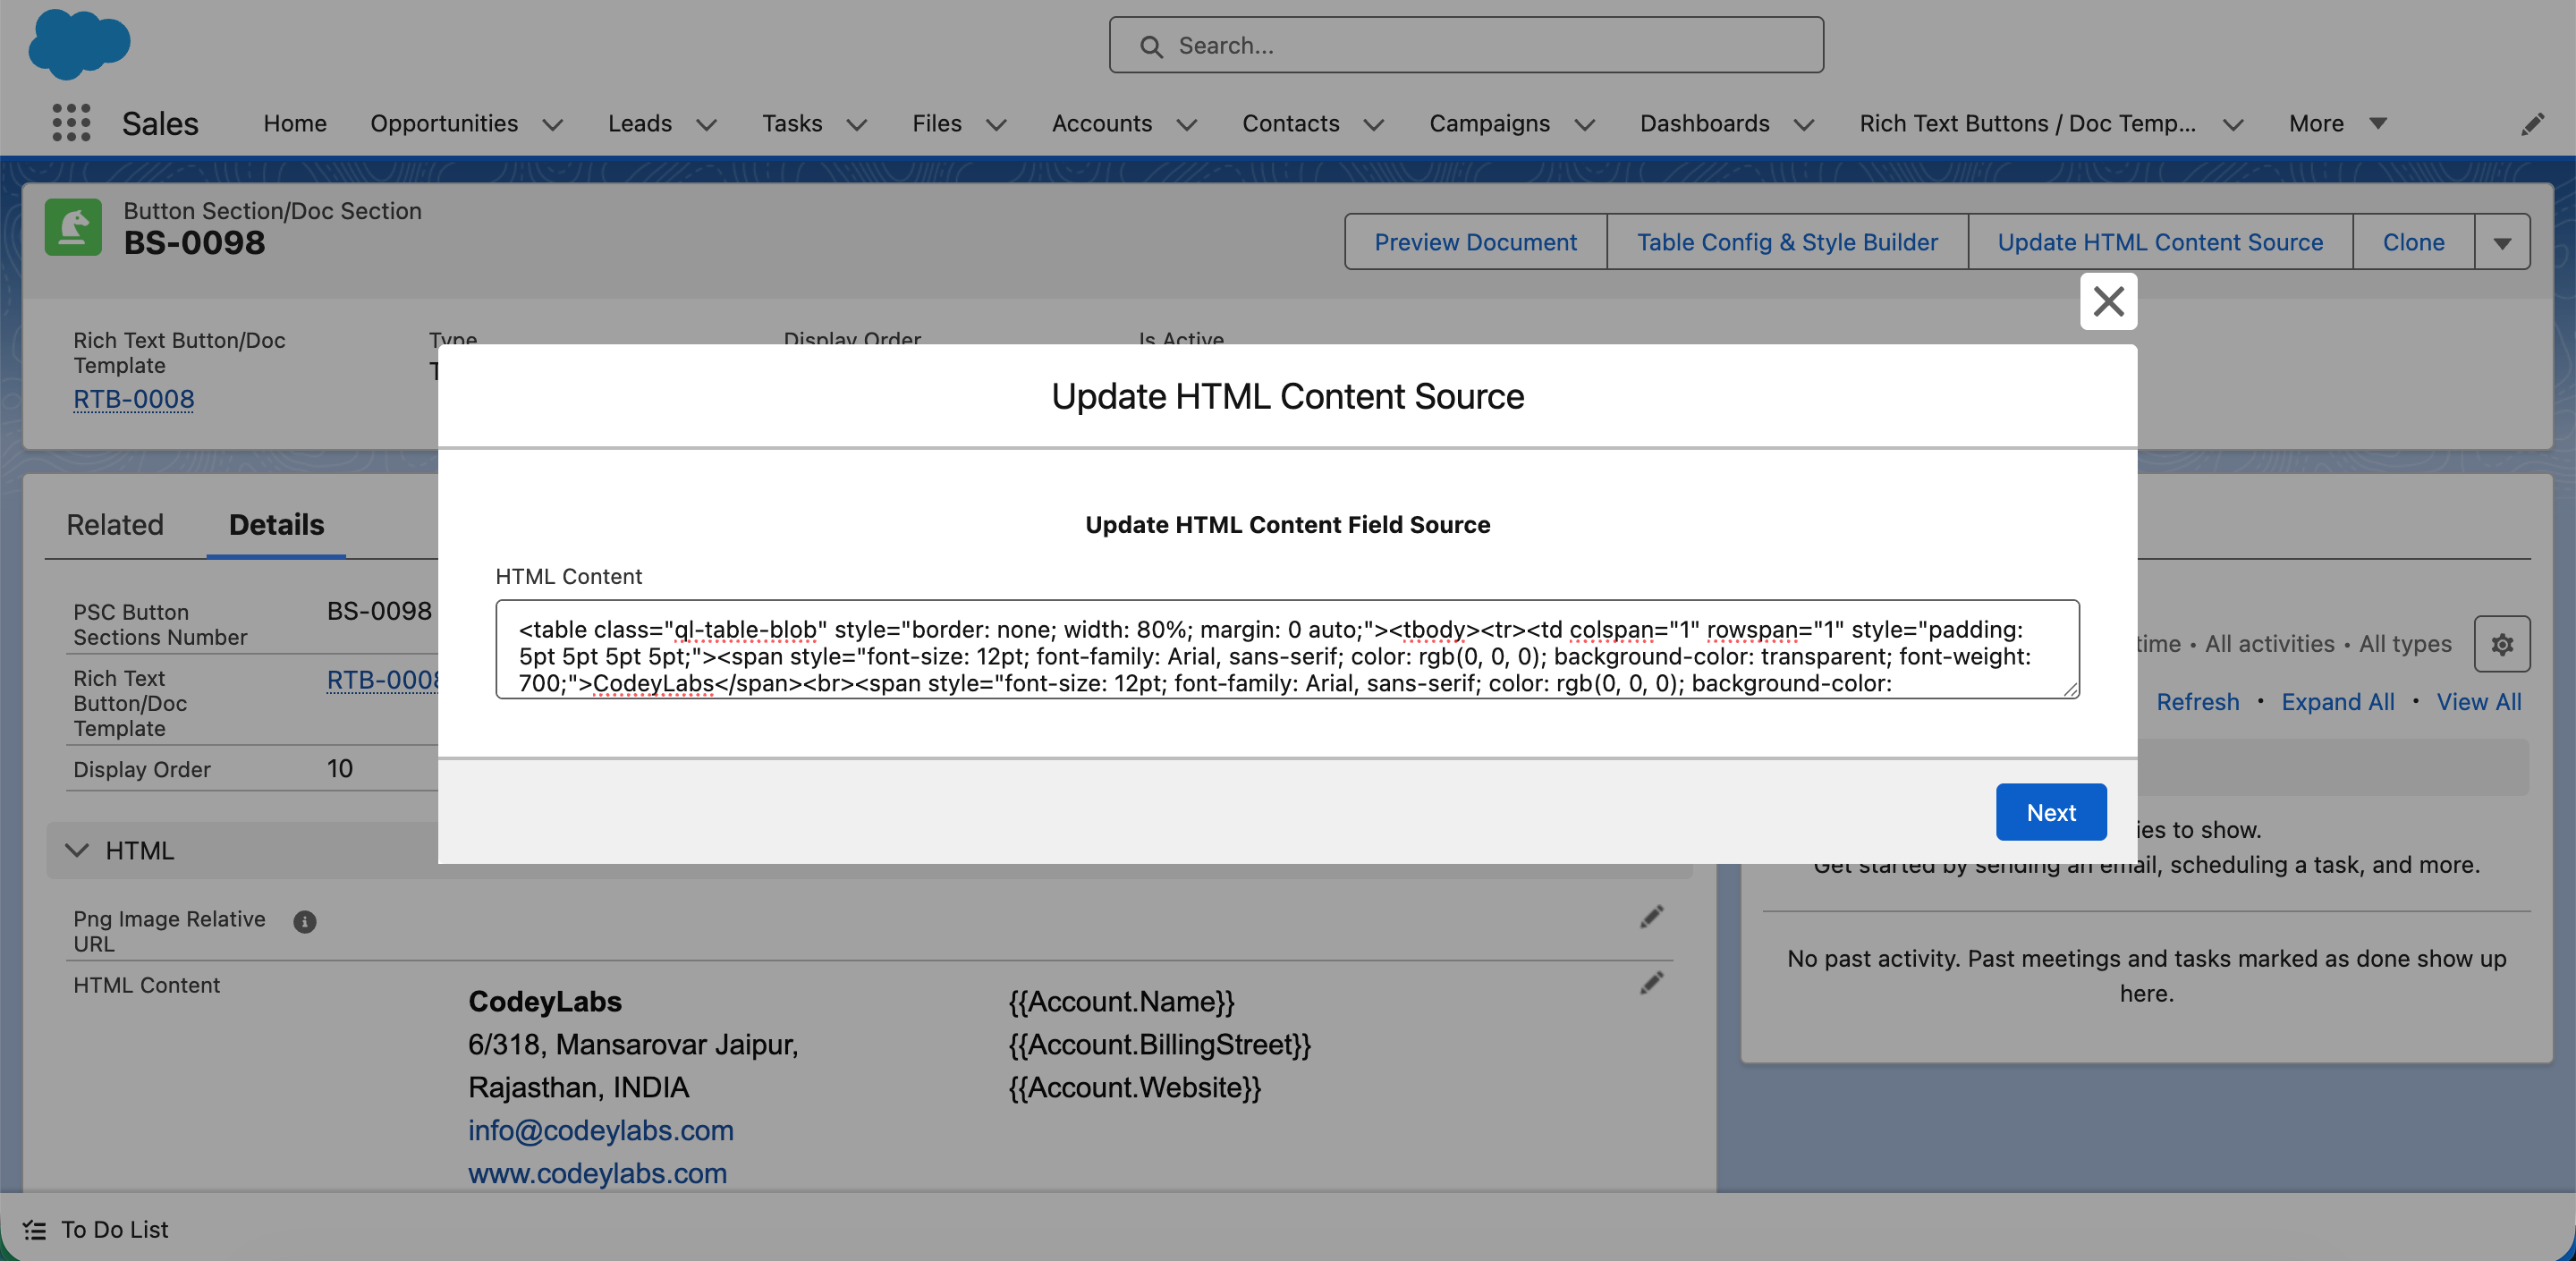 Search...
Sales Home Opportunities Leads Tasks Files Accounts Contacts Campaigns Dashboards Rich Text Buttons / Doc Temp... More
Button Section/Doc Section
BS-0098
Preview Document Table Config & Style Builder Update HTML Content Source Clone
Rich Text Button/Doc
Template
RTB-0008
Type
Display Order
Is Active
Update HTML Content Source
Update HTML Content Field Source
HTML Content
<table class="ql-table-blob" style="border: none; width: 80%; margin: 0 auto;"><tbody><tr><td colspan="1" rowspan="1" style="padding:
5pt 5pt 5pt 5pt;"><span style="font-size: 12pt; font-family: Arial, sans-serif; color: rgb(0, 0, 0); background-color: transparent; font-weight:
700;">CodeyLabs</span><br><span style="font-size: 12pt; font-family: Arial, sans-serif; color: rgb(0, 0, 0); background-color:
Next
Related Details
PSC Button
Sections Number
BS-0098
Rich Text
Button/Doc
Template
RTB-0008
Display Order
10
HTML
Png Image Relative
URL
HTML Content
CodeyLabs
6/318, Mansarovar Jaipur,
Rajasthan, INDIA
info@codeylabs.com
www.codeylabs.com
{{Account.Name}}
{{Account.BillingStreet}}
{{Account.Website}}
time • All activities • All types
Refresh • Expand All • View All
to show.
Get started by sending an email, scheduling a task, and more.
No past activity. Past meetings and tasks marked as done show up
here.
To Do List